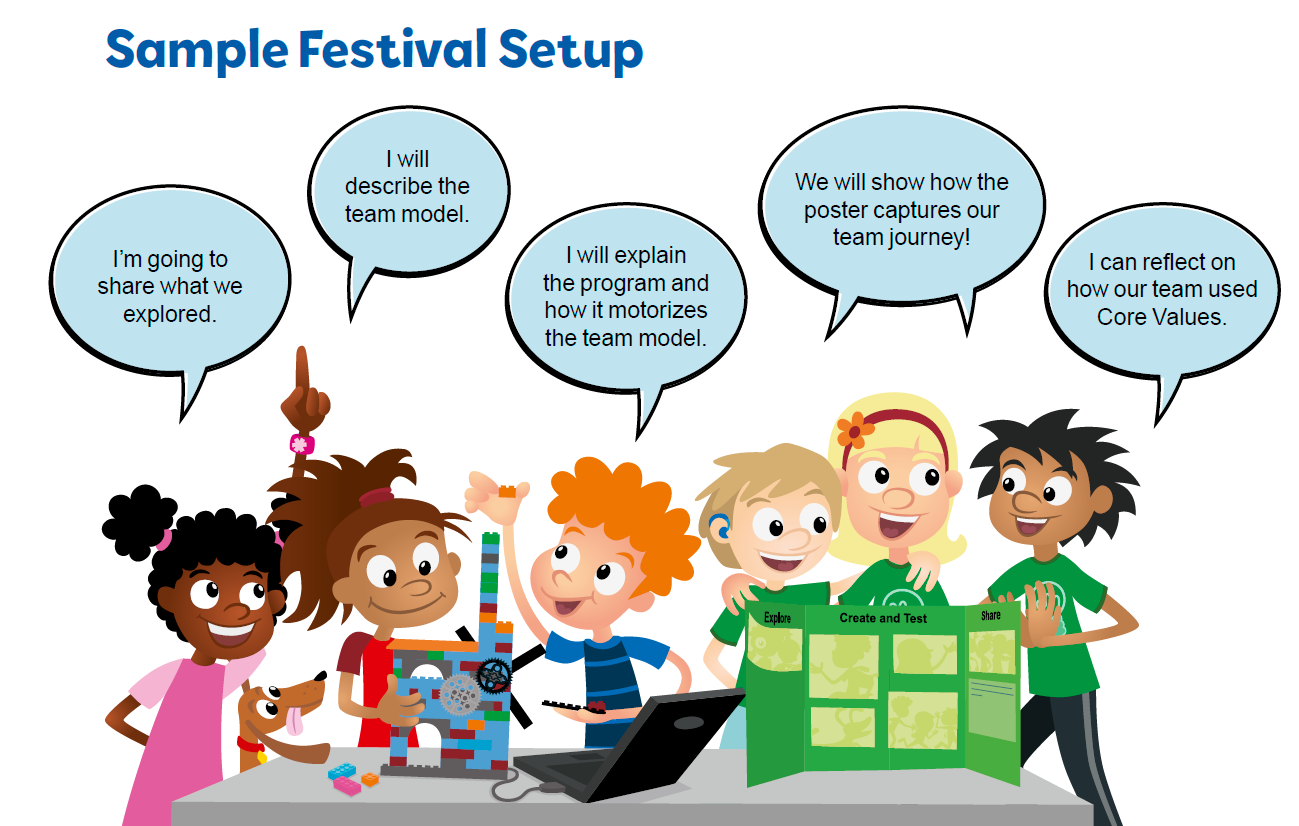 Sample Festival Setup
I'm going to
share what we
explored.
I will
describe the
team model.
I will explain
the program and
how it motorizes
the team model.
We will show how the
poster captures our
team journey!
I can reflect on
how our team used
Core Values.
Explore
Create and Test
Share